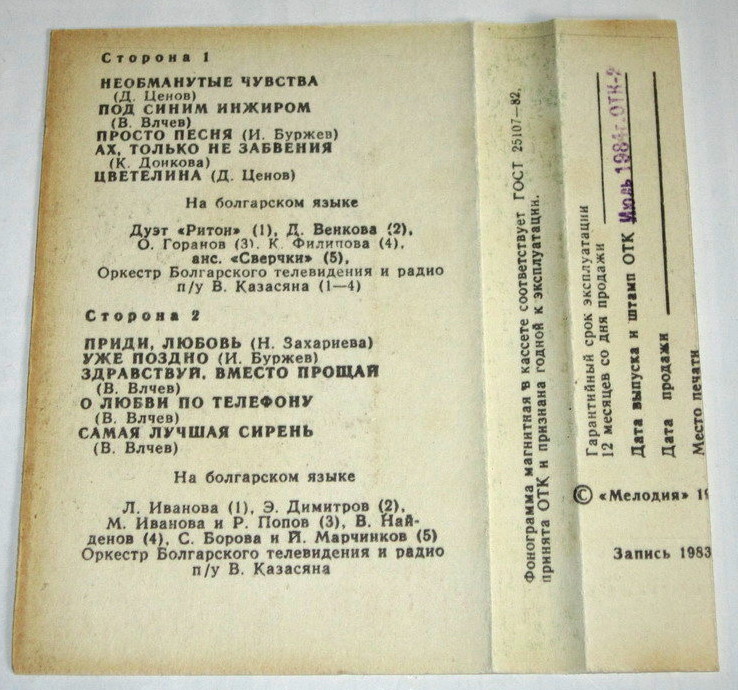 Сторона 1
НЕОБМАНУТЫЕ ЧУВСТВА
(Д. Ценов)
ПОД СИНИМ ИНЖИРОМ
(В. Влчев)
ПРОСТО ПЕСНЯ (И. Буржев)
АХ, ТОЛЬКО НЕ ЗАБВЕНИЯ
(К. Донкова)
ЦВЕТЕЛИНА (Д. Ценов)
На болгарском языке
Дуэт «Ритон» (1), Д. Венкова (2),
О. Горанов (3), К. Филипова (4),
анс. «Сверчки» (5),
Оркестр Болгарского телевидения и радио
п/у В. Казасяна (1—4)
Сторона 2
ПРИДИ, ЛЮБОВЬ (Н. Захариева)
УЖЕ ПОЗДНО (И. Буржев)
ЗДРАВСТВУЙ, ВМЕСТО ПРОЩАЙ
(В. Влчев)
О ЛЮБВИ ПО ТЕЛЕФОНУ
(В. Влчев)
САМАЯ ЛУЧШАЯ СИРЕНЬ
(В. Влчев)
На болгарском языке
Л. Иванова (1), Э. Димитров (2),
М. Иванова и Р. Попов (3), В. Най-
денов (4), С. Борова и И. Марчинков (5)
Оркестр Болгарского телевидения и радио
п/у В. Казасяна
Фонограмма магнитная в кассете соответствует ГОСТ 25107—82,
принята ОТК и признана годной к эксплуатации.
Гарантийный срок эксплуатации
12 месяцев со дня продажи
Дата выпуска и штамп ОТК Июль 1984г. ОТК-2
Дата продажи
Место печати
© «Мелодия» 19
Запись 1983